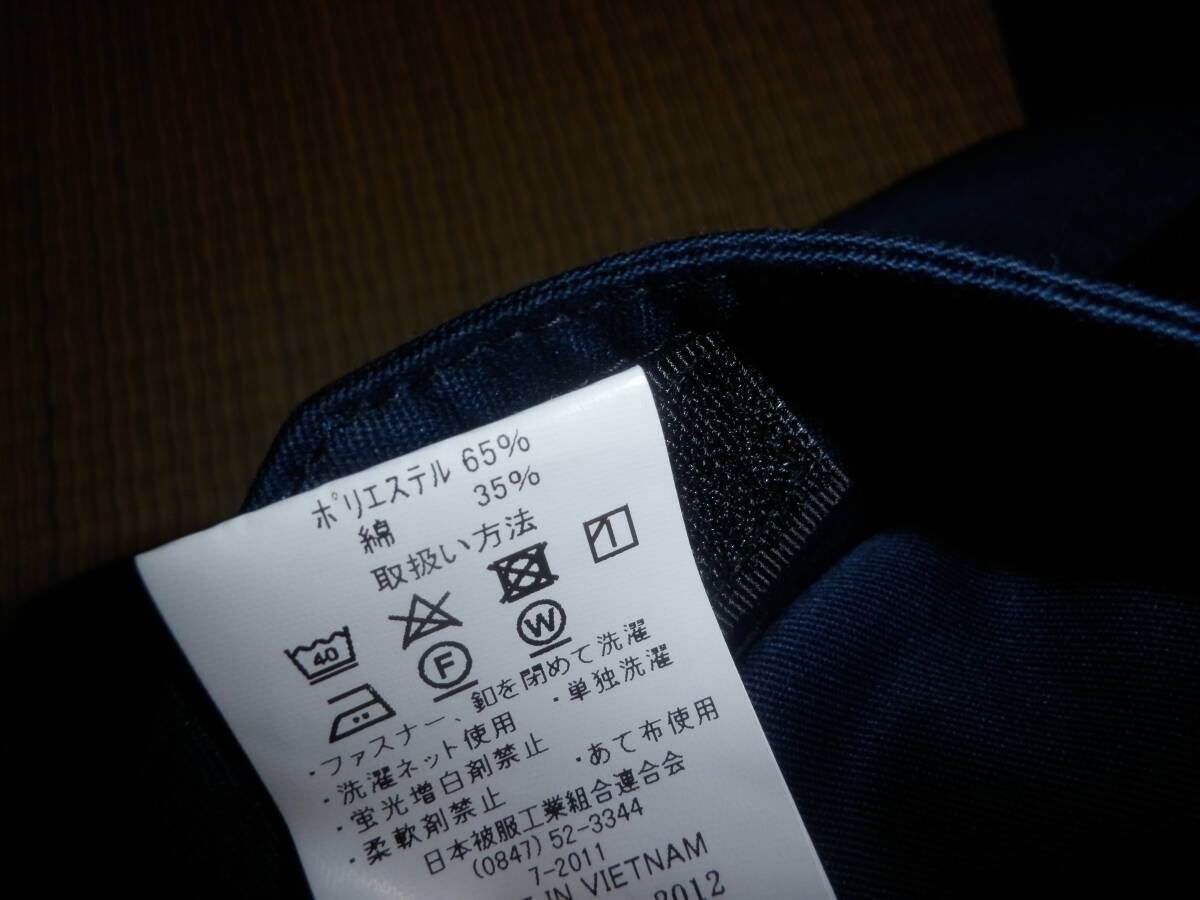 ポリエステル 65%
綿 35%
取扱い方法
40
F W
・ファスナー、釦を閉めて洗濯
・洗濯ネット使用 ・単独洗濯
・蛍光増白剤禁止 ・あて布使用
・柔軟剤禁止
日本被服工業組合連合会
(0847) 52-3344
7-2011
IN VIETNAM
2012